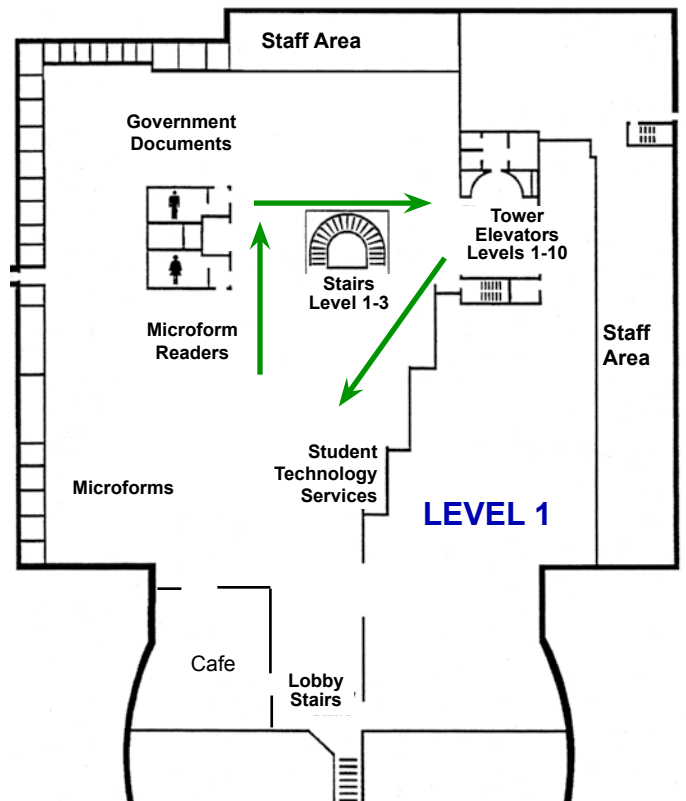 Staff Area
Government
Documents
Tower
Elevators
Levels 1-10
Stairs
Level 1-3
Microform
Readers
Staff
Area
Student
Technology
Services
Microforms
LEVEL 1
Cafe
Lobby
Stairs